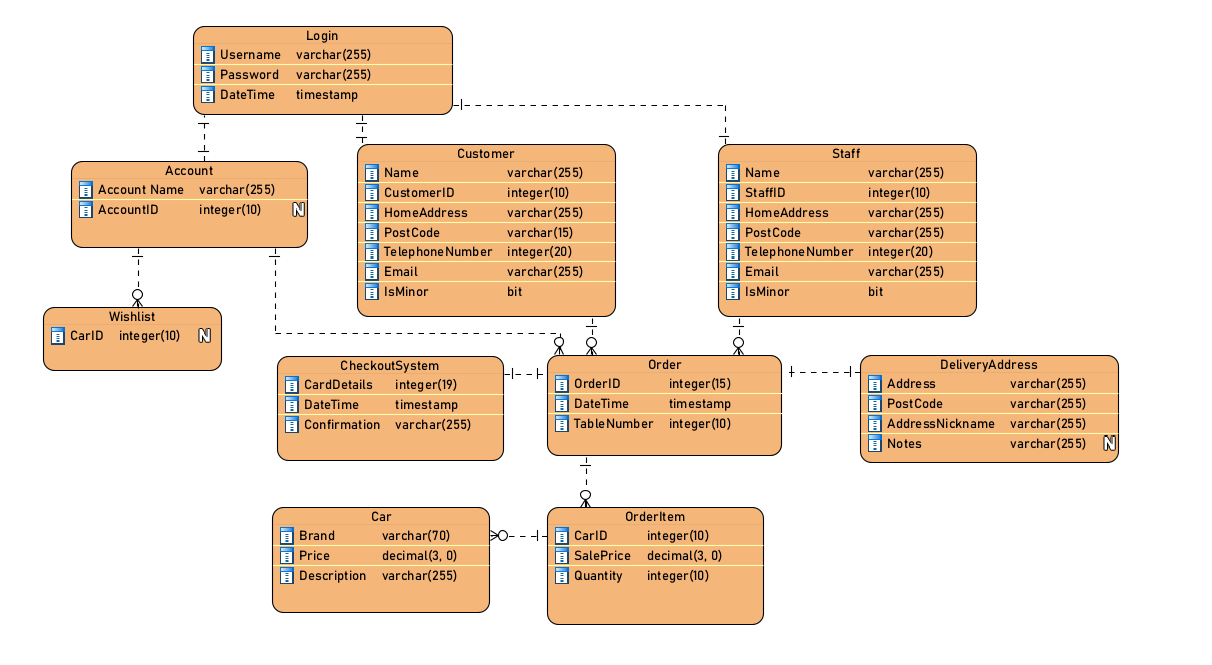 Login
Username varchar(255)
Password varchar(255)
DateTime timestamp
Account
Account Name varchar(255)
AccountID integer(10) N
Customer
Name varchar(255)
CustomerID integer(10)
HomeAddress varchar(255)
PostCode varchar(15)
TelephoneNumber integer(20)
Email varchar(255)
IsMinor bit
Staff
Name varchar(255)
StaffID integer(10)
HomeAddress varchar(255)
PostCode varchar(255)
TelephoneNumber integer(20)
Email varchar(255)
IsMinor bit
Wishlist
CarID integer(10) N
CheckoutSystem
CardDetails integer(19)
DateTime timestamp
Confirmation varchar(255)
Order
OrderID integer(15)
DateTime timestamp
TableNumber integer(10)
DeliveryAddress
Address varchar(255)
PostCode varchar(255)
AddressNickname varchar(255)
Notes varchar(255) N
Car
Brand varchar(70)
Price decimal(3, 0)
Description varchar(255)
OrderItem
CarID integer(10)
SalePrice decimal(3, 0)
Quantity integer(10)